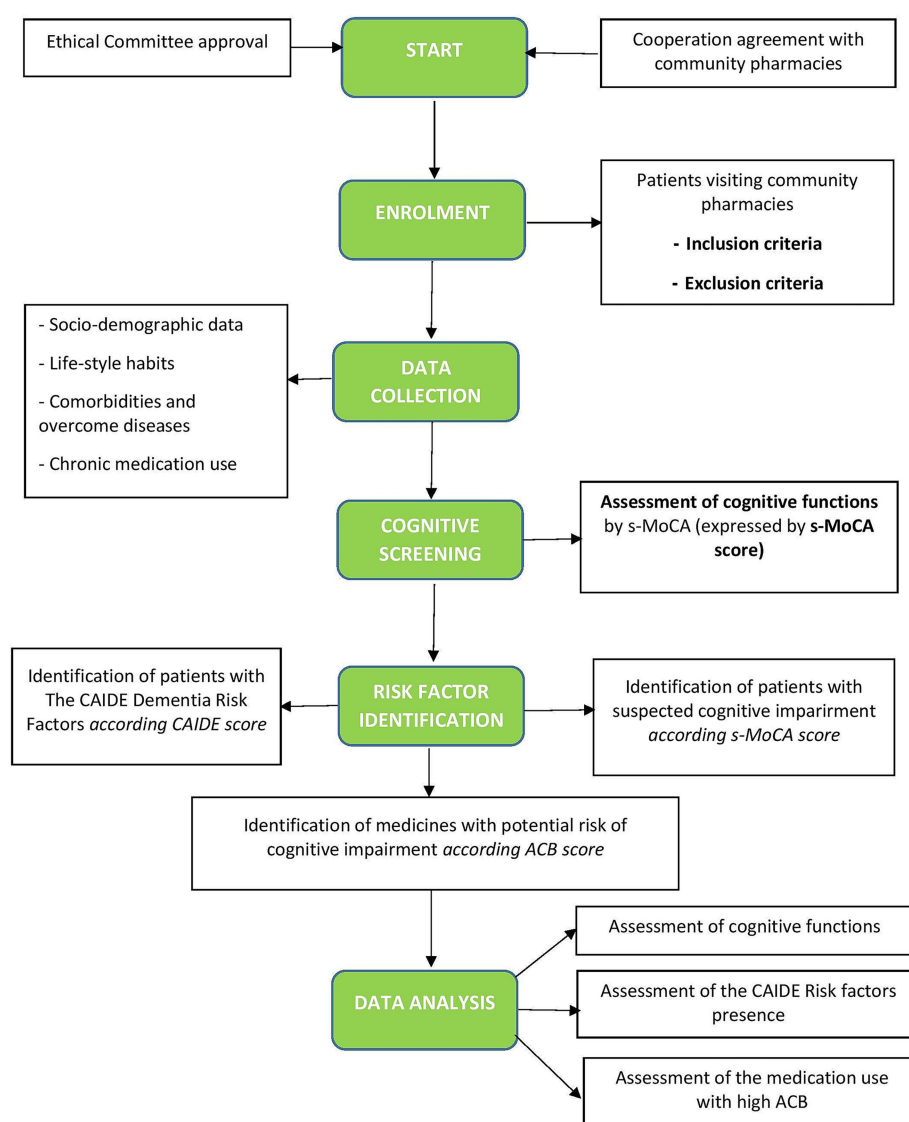 Ethical Committee approval
START
Cooperation agreement with
community pharmacies
ENROLMENT
Patients visiting community
pharmacies
- Inclusion criteria
- Exclusion criteria
- Socio-demographic data
- Life-style habits
- Comorbidities and
overcome diseases
- Chronic medication use
DATA
COLLECTION
COGNITIVE
SCREENING
Assessment of cognitive functions
by s-MoCA (expressed by s-MoCA
score)
Identification of patients with
The CAIDE Dementia Risk
Factors according CAIDE score
RISK FACTOR
IDENTIFICATION
Identification of patients with
suspected cognitive imparirment
according s-MoCA score
Identification of medicines with potential risk of
cognitive impairment according ACB score
DATA ANALYSIS
Assessment of cognitive functions
Assessment of the CAIDE Risk factors
presence
Assessment of the medication use
with high ACB